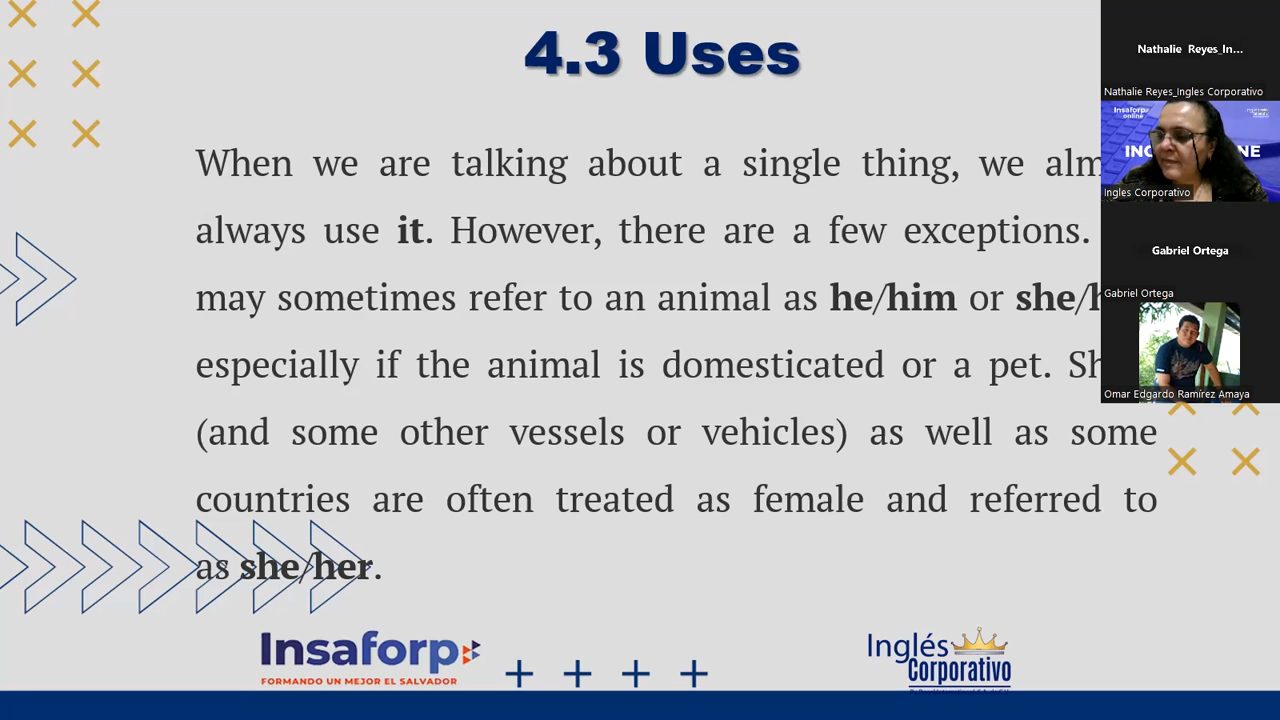 4.3 Uses
When we are talking about a single thing, we
always use it. However, there are a few exceptions.
may sometimes refer to an animal as he/him or she/
especially if the animal is domesticated or a pet.
(and some other vessels or vehicles) as well as some
countries are often treated as female and referred to
as she/her.
Insaforp
FORMANDO UN MEJOR EL SALVADOR
Inglés
Corporativo
Nathalie Reyes_In...
Nathalie Reyes_Ingles Corporativo
Insaforp
online
Ingles Corporativo
Gabriel Ortega
Gabriel Ortega
Omar Edgardo Ramírez Amaya